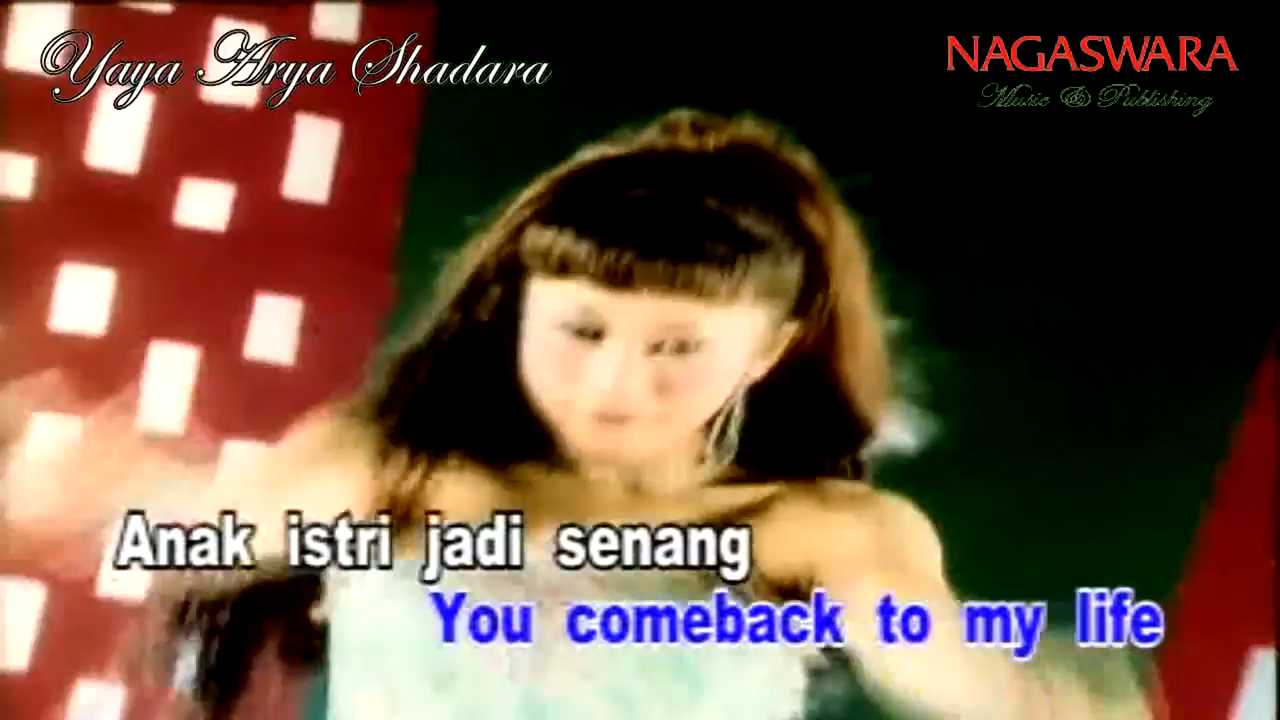 Yaya Arya Shadara
NAGASWARA
Music & Publishing
Anak istri jadi senang
You comeback to my life